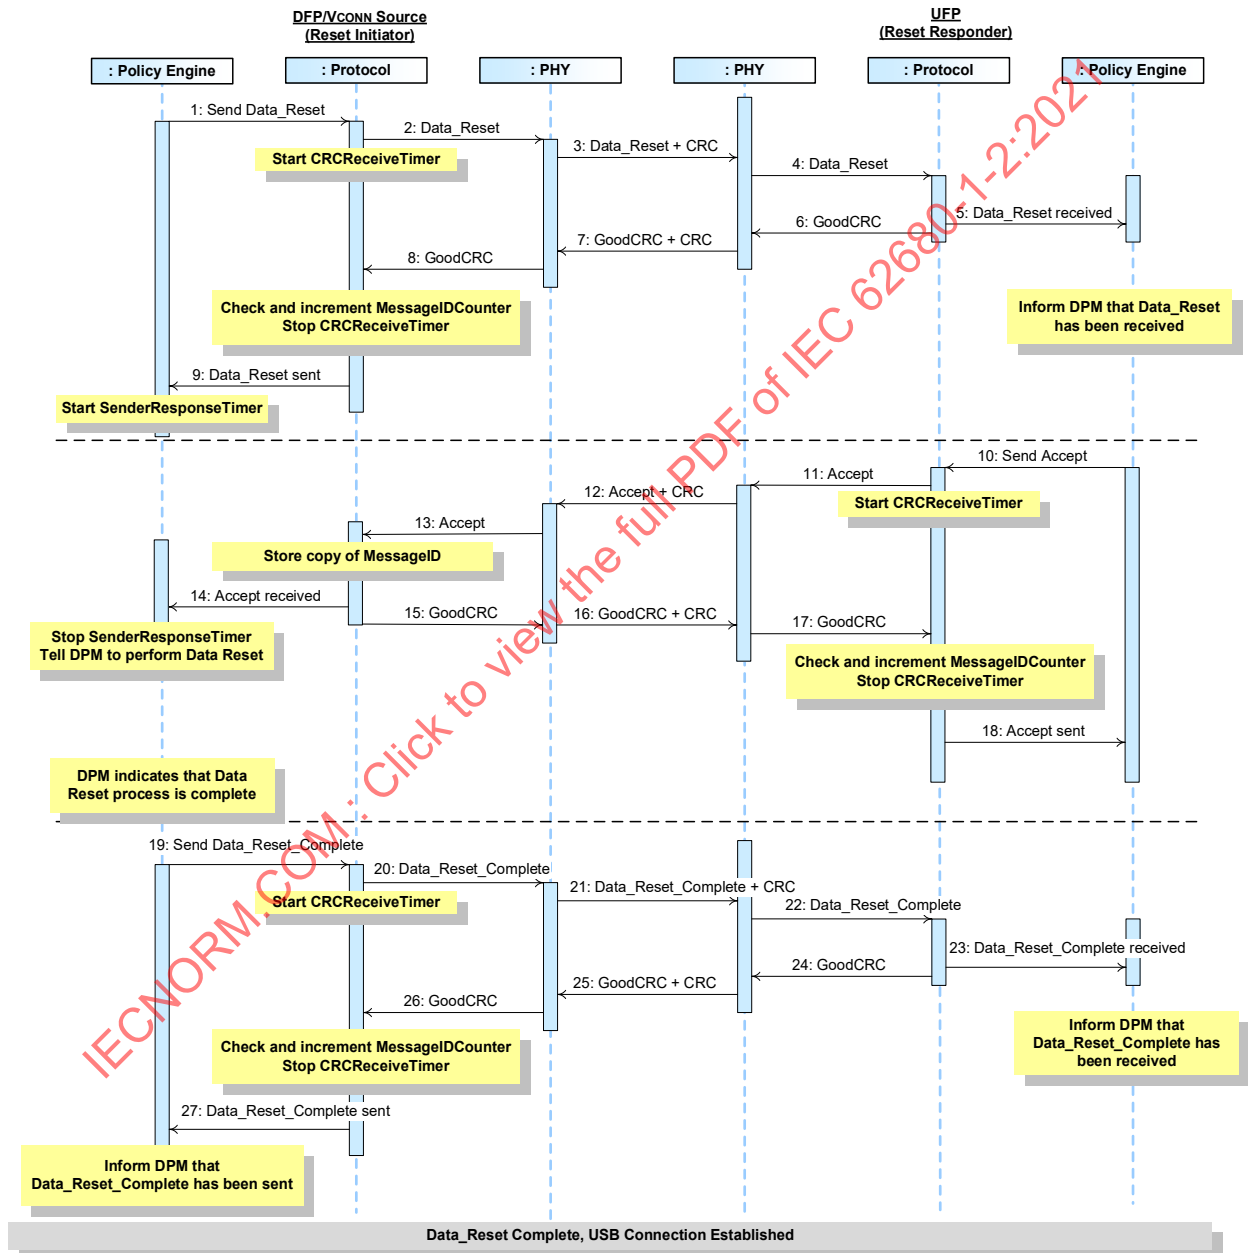 DFP/VCONN Source
(Reset Initiator)
UFP
(Reset Responder)
: Policy Engine
: Protocol
: PHY
: PHY
: Protocol
: Policy Engine
1: Send Data_Reset
2: Data_Reset
Start CRCReceiveTimer
3: Data_Reset + CRC
4: Data_Reset
5: Data_Reset received
6: GoodCRC
7: GoodCRC + CRC
8: GoodCRC
Check and increment MessageIDCounter
Stop CRCReceiveTimer
Inform DPM that Data_Reset
has been received
9: Data_Reset sent
Start SenderResponseTimer
10: Send Accept
11: Accept
Start CRCReceiveTimer
12: Accept + CRC
13: Accept
Store copy of MessageID
14: Accept received
15: GoodCRC
16: GoodCRC + CRC
17: GoodCRC
Stop SenderResponseTimer
Tell DPM to perform Data Reset
Check and increment MessageIDCounter
Stop CRCReceiveTimer
18: Accept sent
DPM indicates that Data
Reset process is complete
19: Send Data_Reset_Complete
20: Data_Reset_Complete
Start CRCReceiveTimer
21: Data_Reset_Complete + CRC
22: Data_Reset_Complete
23: Data_Reset_Complete received
24: GoodCRC
25: GoodCRC + CRC
26: GoodCRC
Check and increment MessageIDCounter
Stop CRCReceiveTimer
Inform DPM that
Data_Reset_Complete has
been received
27: Data_Reset_Complete sent
Inform DPM that
Data_Reset_Complete has been sent
Data_Reset Complete, USB Connection Established
IECNORM.COM : Click to view the full PDF of IEC 62680-1-2:2021